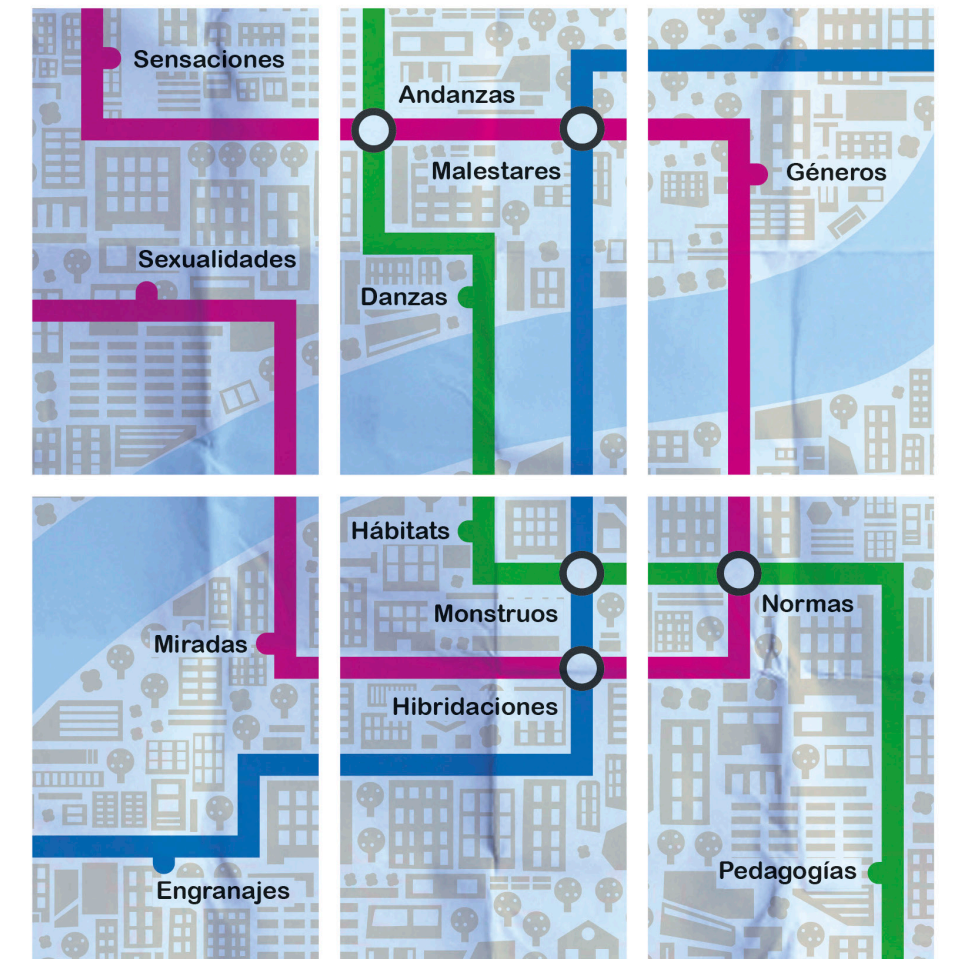 Sensaciones
Andanzas
Malestares
Géneros
Sexualidades
Danzas
Hábitats
Monstruos
Normas
Miradas
Hibridaciones
Engranajes
Pedagogías